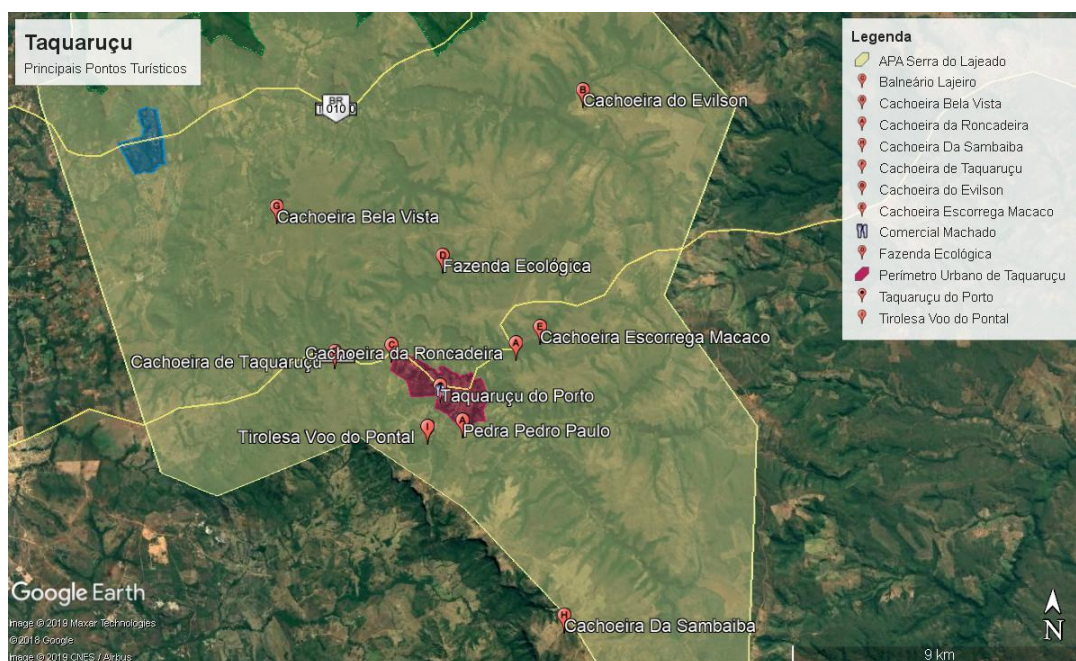 Taquaruçu
Principais Pontos Turísticos
Legenda
APA Serra do Lajeado
Balneário Lajeiro
Cachoeira Bela Vista
Cachoeira da Roncadeira
Cachoeira Da Sambaiba
Cachoeira de Taquaruçu
Cachoeira do Evilson
Cachoeira Escorrega Macaco
Comercial Machado
Fazenda Ecológica
Perímetro Urbano de Taquaruçu
Taquaruçu do Porto
Tirolesa Voo do Pontal
B
Cachoeira do Evilson
BR
010
G
Cachoeira Bela Vista
D
Fazenda Ecológica
E
Cachoeira Escorrega Macaco
A
C
Cachoeira da Roncadeira
Cachoeira de Taquaruçu
Taquaruçu do Porto
A
Pedra Pedro Paulo
I
Tirolesa Voo do Pontal
H
Cachoeira Da Sambaiba
Google Earth
Image © 2019 Maxar Technologies
© 2018 Google
Image © 2019 CNES / Airbus
N
9 km